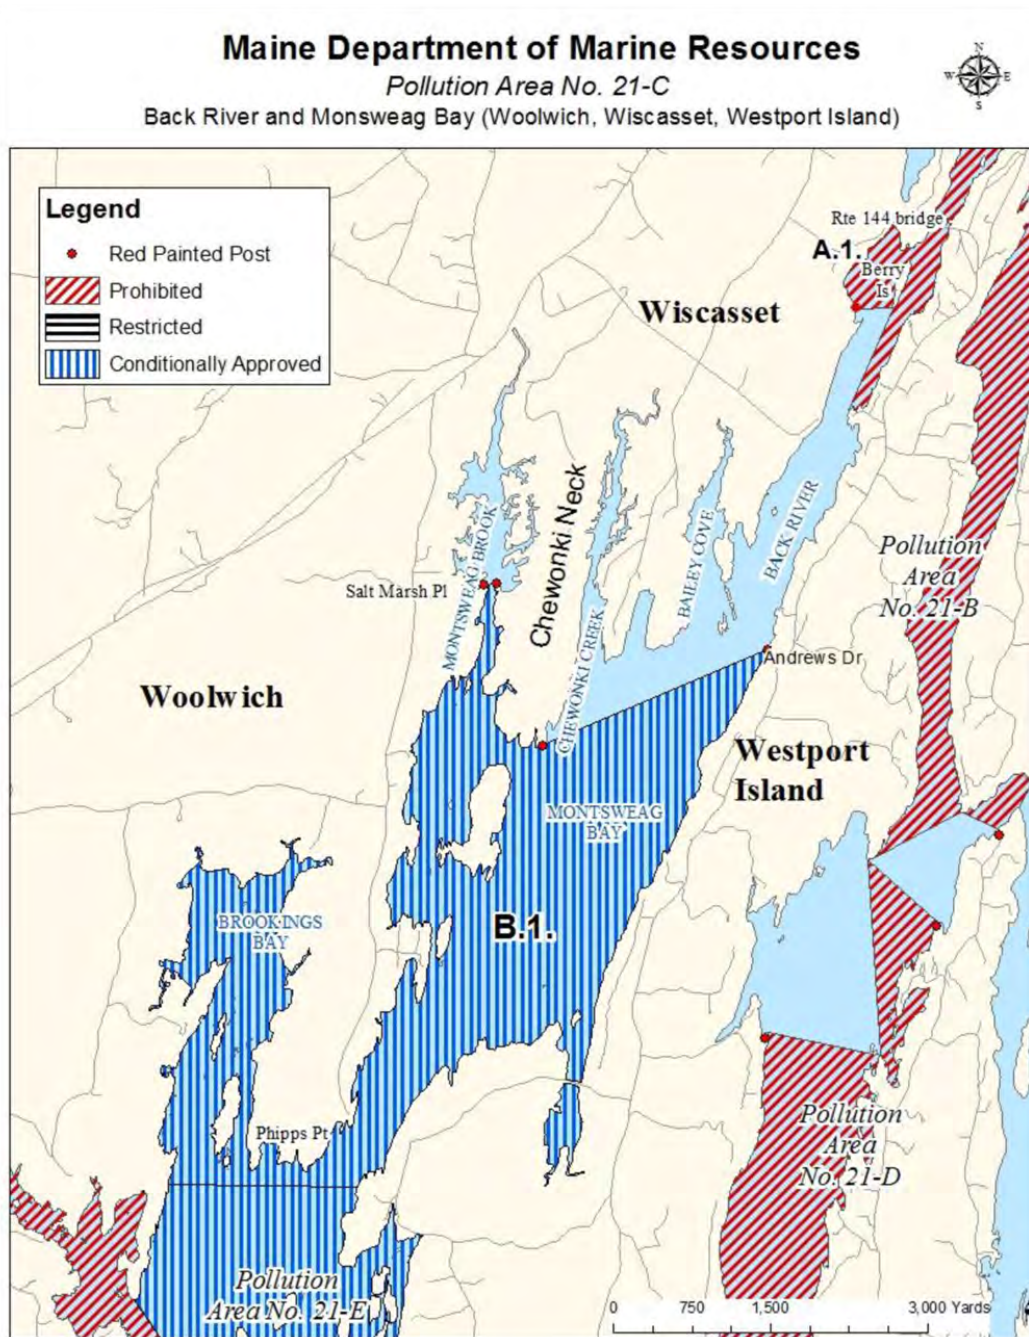 Maine Department of Marine Resources
Pollution Area No. 21-C
Back River and Monsweag Bay (Woolwich, Wiscasset, Westport Island)
N
W E
S
Legend
Red Painted Post
Prohibited
Restricted
Conditionally Approved
Rte 144 bridge
A.1.
Berry
Is
Wiscasset
Chewonki Neck
MONTSWEAG BROOK
CHEWONKI CREEK
BAILEY COVE
BACK RIVER
Pollution
Area
No. 21-B
Salt Marsh Pl
Andrews Dr
Woolwich
Westport
Island
MONTSWEAG
BAY
BROOKINGS
BAY
B.1.
Phipps Pt
Pollution
Area
No. 21-D
Pollution
Area No. 21-E
0 750 1,500 3,000 Yards